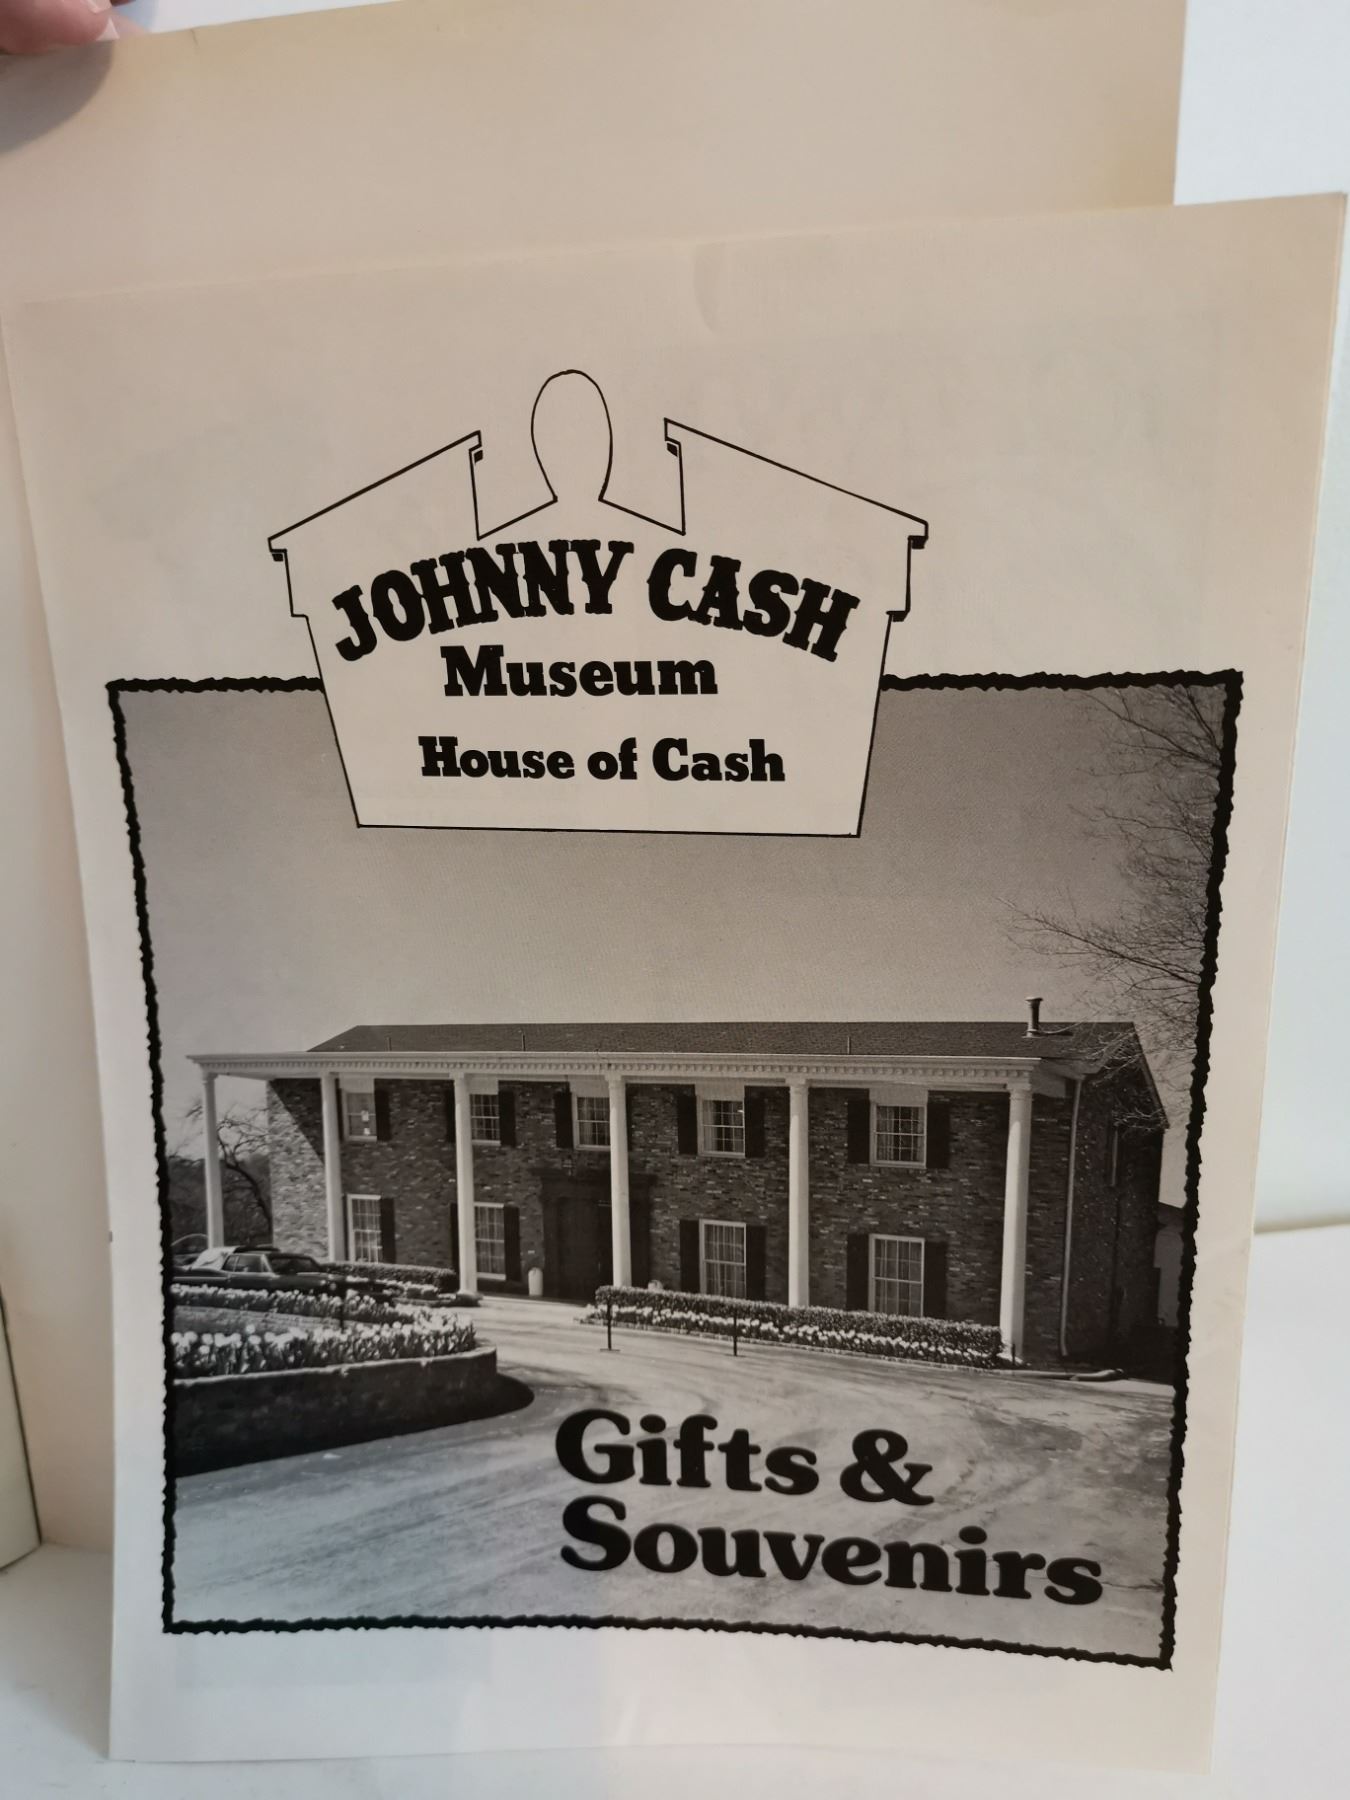 JOHNNY CASH
Museum
House of Cash
Gifts &
Souvenirs